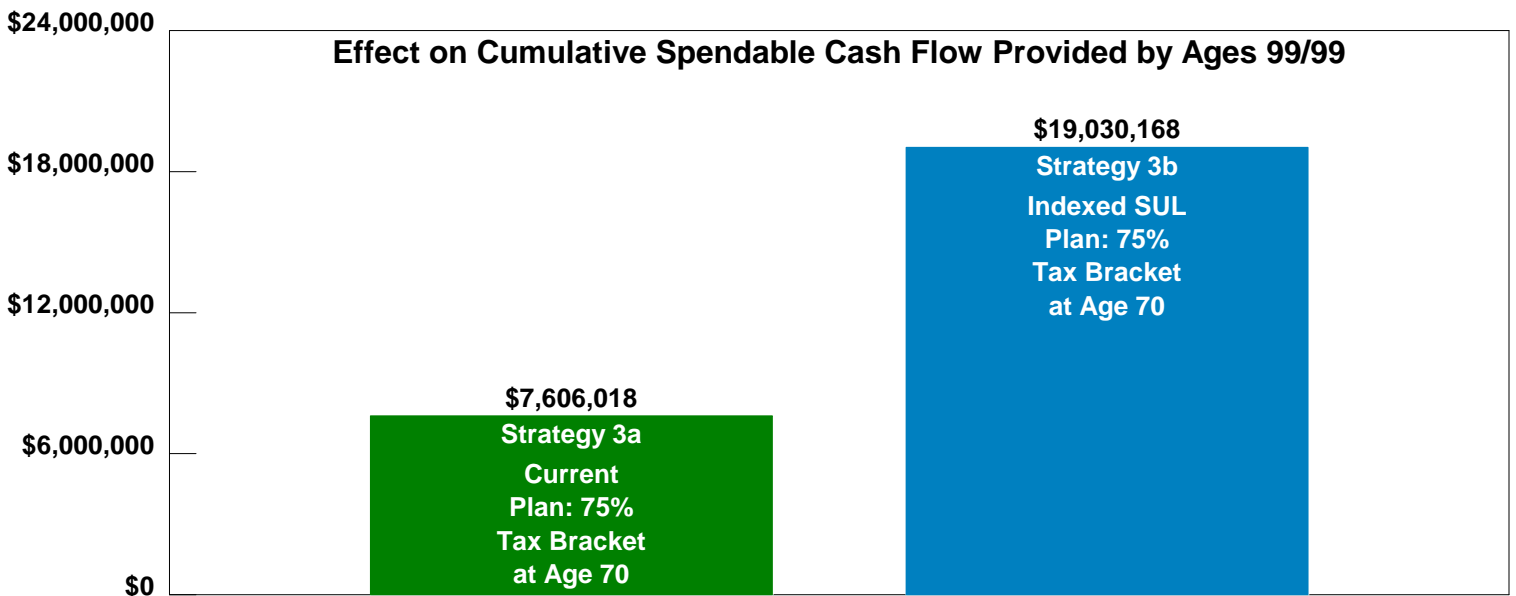 Effect on Cumulative Spendable Cash Flow Provided by Ages 99/99
$24,000,000
$18,000,000
$12,000,000
$6,000,000
$0
$7,606,018
Strategy 3a
Current
Plan: 75%
Tax Bracket
at Age 70
$19,030,168
Strategy 3b
Indexed SUL
Plan: 75%
Tax Bracket
at Age 70